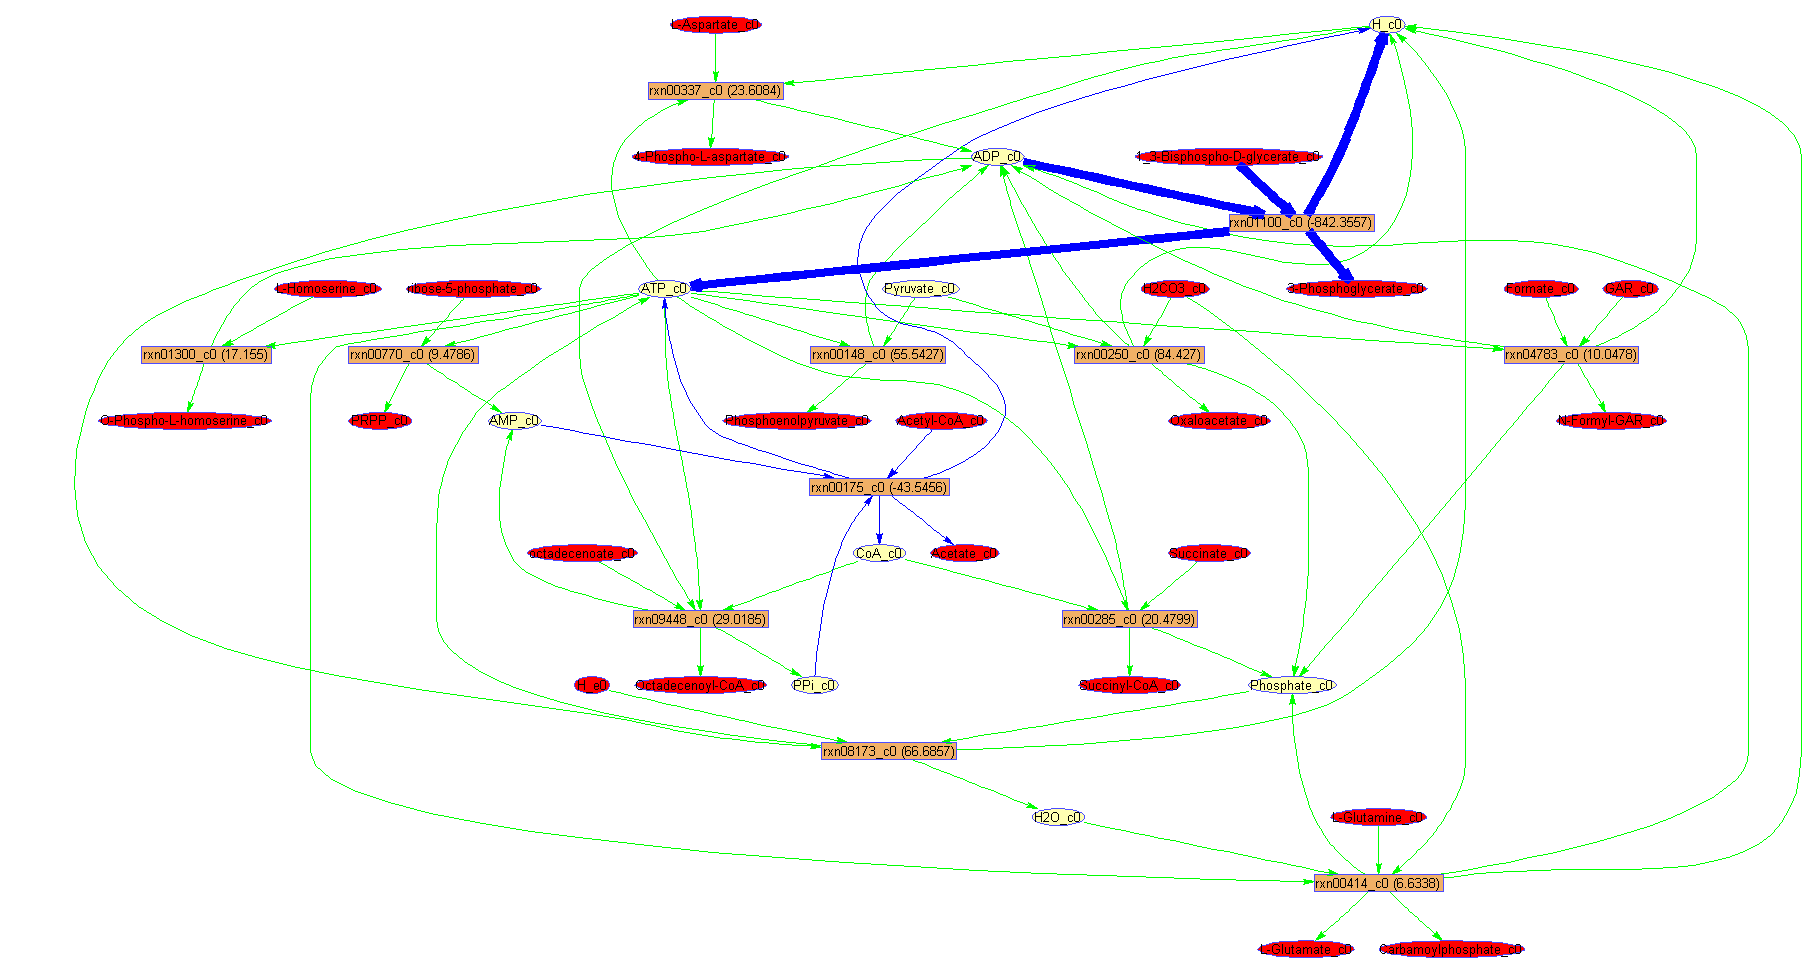 L-Aspartate_c0
H_c0
rxn00337_c0 (23.6084)
4-Phospho-L-aspartate_c0
ADP_c0
1_3-Bisphospho-D-glycerate_c0
rxn01100_c0 (-842.3557)
L-Homoserine_c0
ribose-5-phosphate_c0
ATP_c0
Pyruvate_c0
H2CO3_c0
3-Phosphoglycerate_c0
Formate_c0
GAR_c0
rxn01300_c0 (17.155)
rxn00770_c0 (9.4786)
rxn00148_c0 (55.5427)
rxn00250_c0 (84.427)
rxn04783_c0 (10.0478)
O-Phospho-L-homoserine_c0
PRPP_c0
AMP_c0
Phosphoenolpyruvate_c0
Acetyl-CoA_c0
Oxaloacetate_c0
N-Formyl-GAR_c0
rxn00175_c0 (-43.5456)
octadecenoate_c0
CoA_c0
Acetate_c0
Succinate_c0
rxn09448_c0 (29.0185)
rxn00285_c0 (20.4799)
H_e0
Octadecenoyl-CoA_c0
PPi_c0
Succinyl-CoA_c0
Phosphate_c0
rxn08173_c0 (66.6857)
H2O_c0
L-Glutamine_c0
rxn00414_c0 (6.6338)
L-Glutamate_c0
Carbamoylphosphate_c0